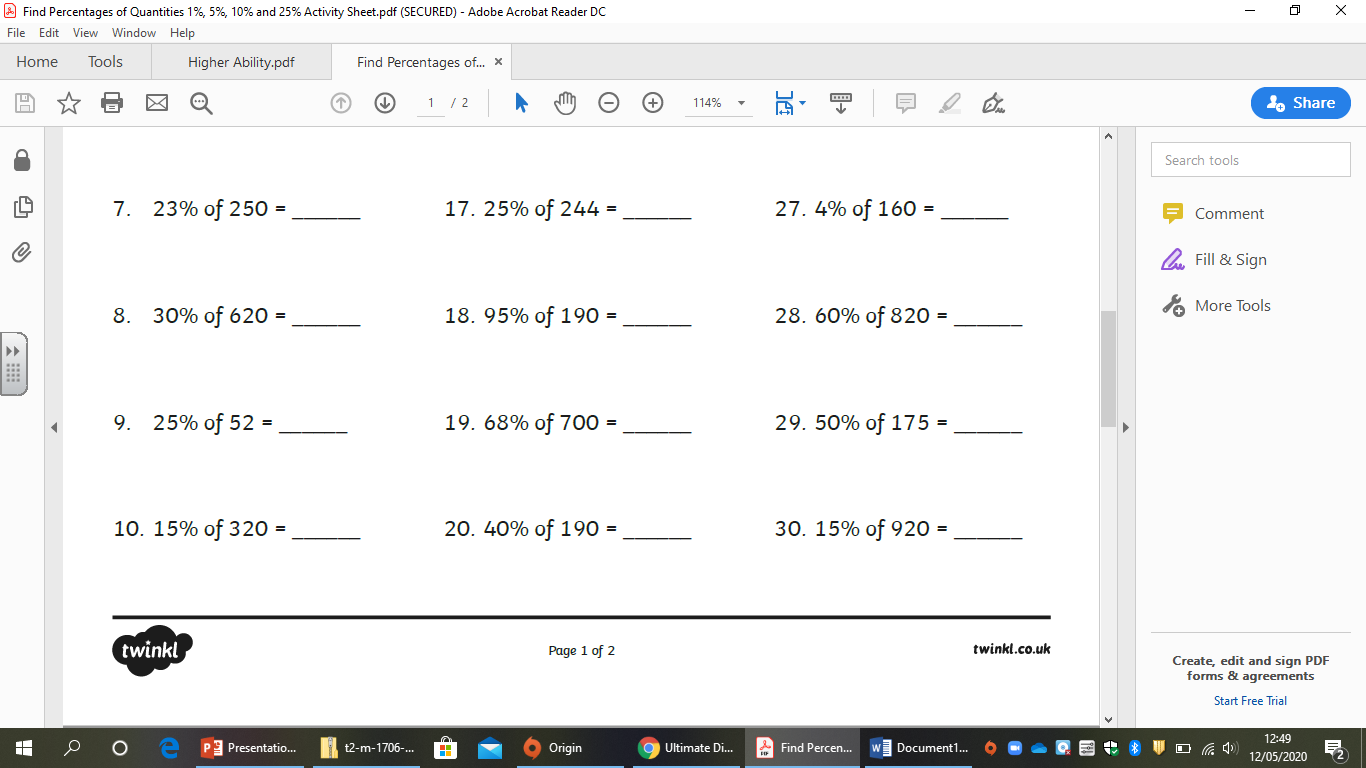 Find Percentages of Quantities 1%, 5%, 10% and 25% Activity Sheet.pdf (SECURED) - Adobe Acrobat Reader DC
File Edit View Window Help
Home Tools Higher Ability.pdf Find Percentages of... ×
1 / 2 114% Share
Search tools
Comment
Fill & Sign
More Tools
7. 23% of 250 = ______ 17. 25% of 244 = ______ 27. 4% of 160 = ______
8. 30% of 620 = ______ 18. 95% of 190 = ______ 28. 60% of 820 = ______
9. 25% of 52 = ______ 19. 68% of 700 = ______ 29. 50% of 175 = ______
10. 15% of 320 = ______ 20. 40% of 190 = ______ 30. 15% of 920 = ______
twinkl Page 1 of 2 twinkl.co.uk
Create, edit and sign PDF
forms & agreements
Start Free Trial
Presentatio... t2-m-1706-... Origin Ultimate Di... Find Percen... Document1... 12:49
12/05/2020 2